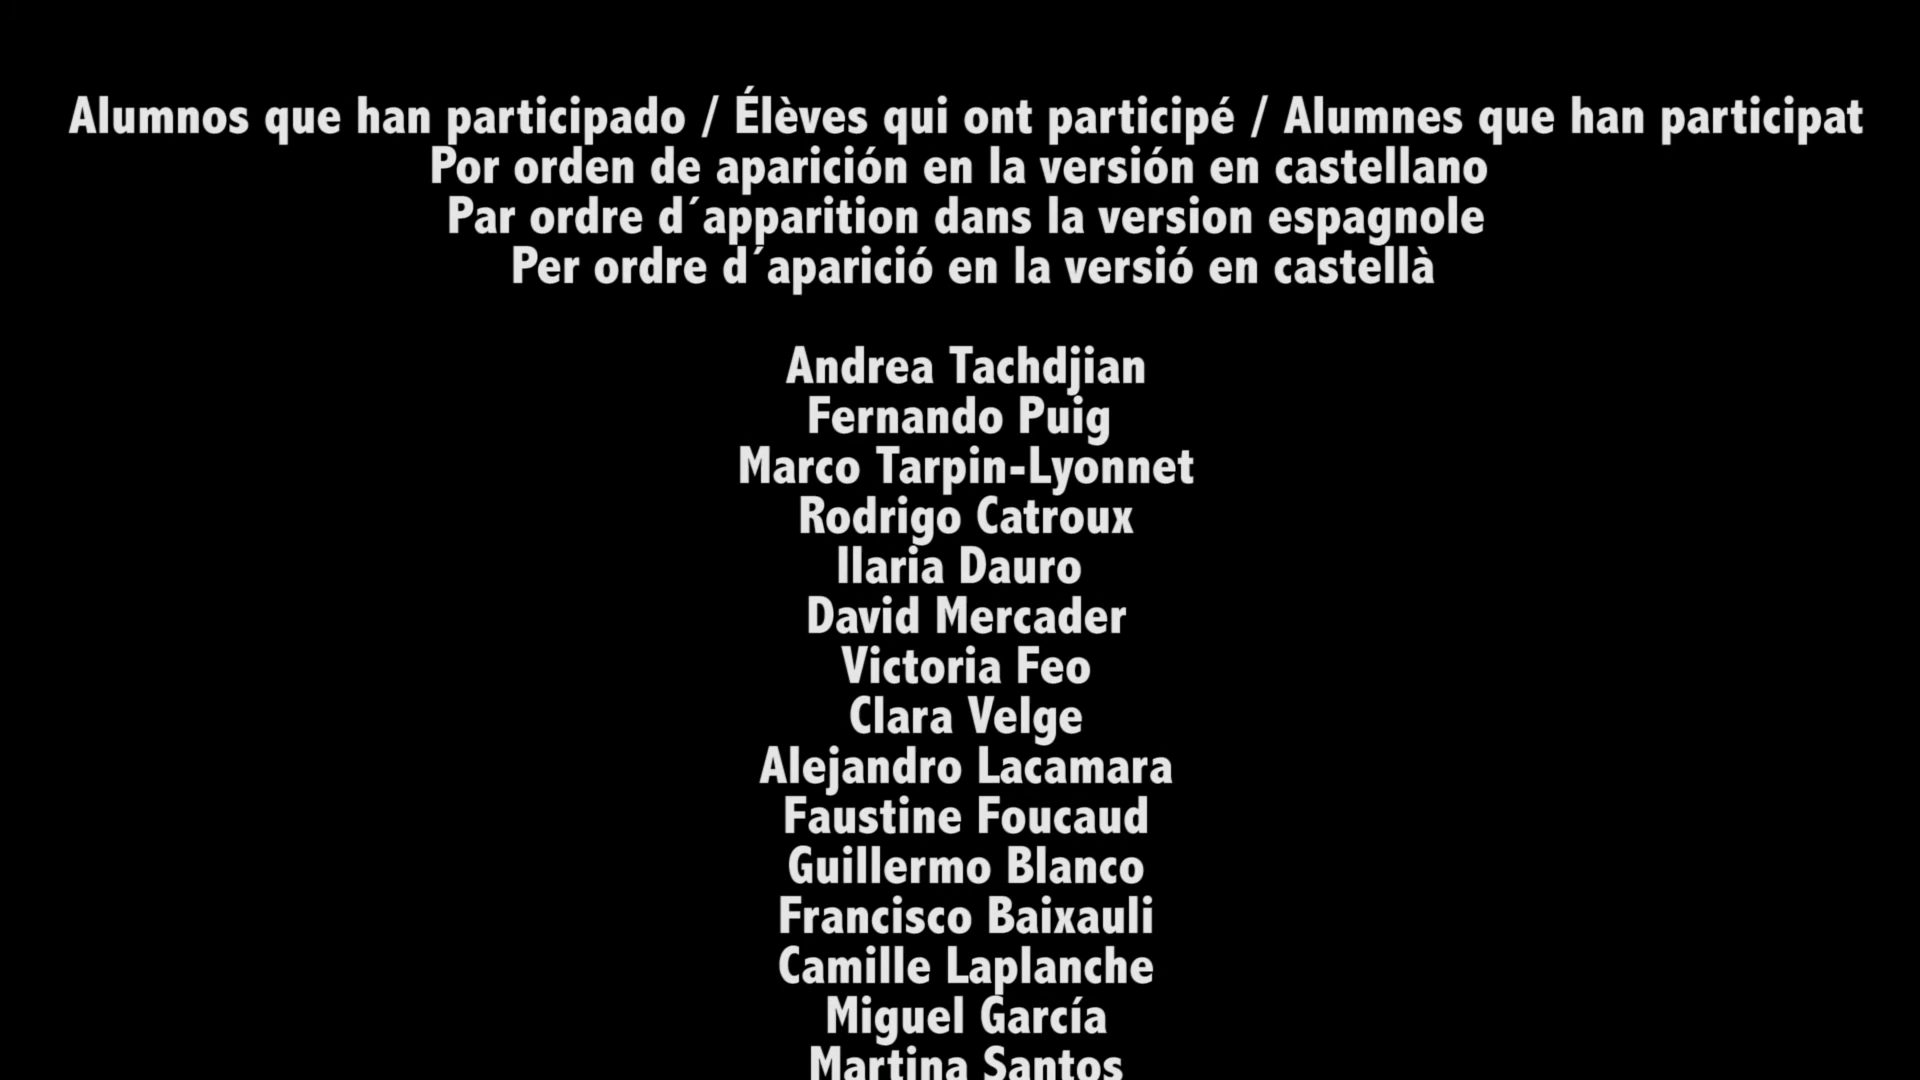 Alumnos que han participado / Élèves qui ont participé / Alumnes que han participat
Por orden de aparición en la versión en castellano
Par ordre d´apparition dans la version espagnole
Per ordre d´aparició en la versió en castellà
Andrea Tachdjian
Fernando Puig
Marco Tarpin-Lyonnet
Rodrigo Catroux
Ilaria Dauro
David Mercader
Victoria Feo
Clara Velge
Alejandro Lacamara
Faustine Foucaud
Guillermo Blanco
Francisco Baixauli
Camille Laplanche
Miguel García
Martina Santos